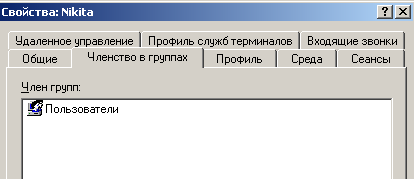 Свойства: Nikita
Удаленное управление Профиль служб терминалов Входящие звонки
Общие Членство в группах Профиль Среда Сеансы
Член групп:
Пользователи